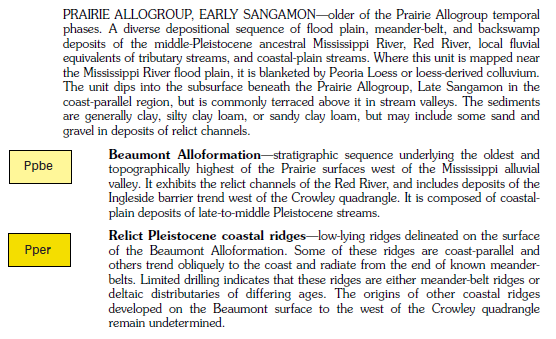 PRAIRIE ALLOGROUP, EARLY SANGAMON—older of the Prairie Allogroup temporal
phases. A diverse depositional sequence of flood plain, meander-belt, and backswamp
deposits of the middle-Pleistocene ancestral Mississippi River, Red River, local fluvial
equivalents of tributary streams, and coastal-plain streams. Where this unit is mapped near
the Mississippi River flood plain, it is blanketed by Peoria Loess or loess-derived colluvium.
The unit dips into the subsurface beneath the Prairie Allogroup, Late Sangamon in the
coast-parallel region, but is commonly terraced above it in stream valleys. The sediments
are generally clay, silty clay loam, or sandy clay loam, but may include some sand and
gravel in deposits of relict channels.
Ppbe
Beaumont Alloformation—stratigraphic sequence underlying the oldest and
topographically highest of the Prairie surfaces west of the Mississippi alluvial
valley. It exhibits the relict channels of the Red River, and includes deposits of the
Ingleside barrier trend west of the Crowley quadrangle. It is composed of coastal-
plain deposits of late-to-middle Pleistocene streams.
Pper
Relict Pleistocene coastal ridges—low-lying ridges delineated on the surface
of the Beaumont Alloformation. Some of these ridges are coast-parallel and
others trend obliquely to the coast and radiate from the end of known meander-
belts. Limited drilling indicates that these ridges are either meander-belt ridges or
deltaic distributaries of differing ages. The origins of other coastal ridges
developed on the Beaumont surface to the west of the Crowley quadrangle
remain undetermined.